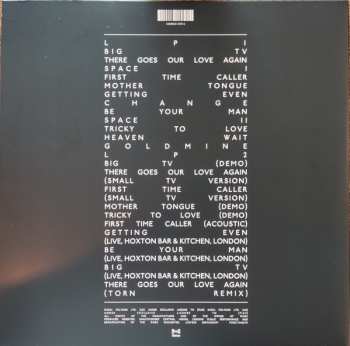 LP1
BIG TV
THERE GOES OUR LOVE AGAIN
SPACE I
FIRST TIME CALLER
MOTHER TONGUE
GETTING EVEN
CHANGE
BE YOUR MAN
SPACE II
TRICKY TO LOVE
HEAVEN WAIT
GOLDMINE
LP2
BIG TV (DEMO)
THERE GOES OUR LOVE AGAIN
(SMALL TV VERSION)
FIRST TIME CALLER
(SMALL TV VERSION)
MOTHER TONGUE (DEMO)
TRICKY TO LOVE (DEMO)
FIRST TIME CALLER (ACOUSTIC)
GETTING EVEN
(LIVE, HOXTON BAR & KITCHEN, LONDON)
BE YOUR MAN
(LIVE, HOXTON BAR & KITCHEN, LONDON)
BIG TV
(LIVE, HOXTON BAR & KITCHEN, LONDON)
THERE GOES OUR LOVE AGAIN
(TORN REMIX)